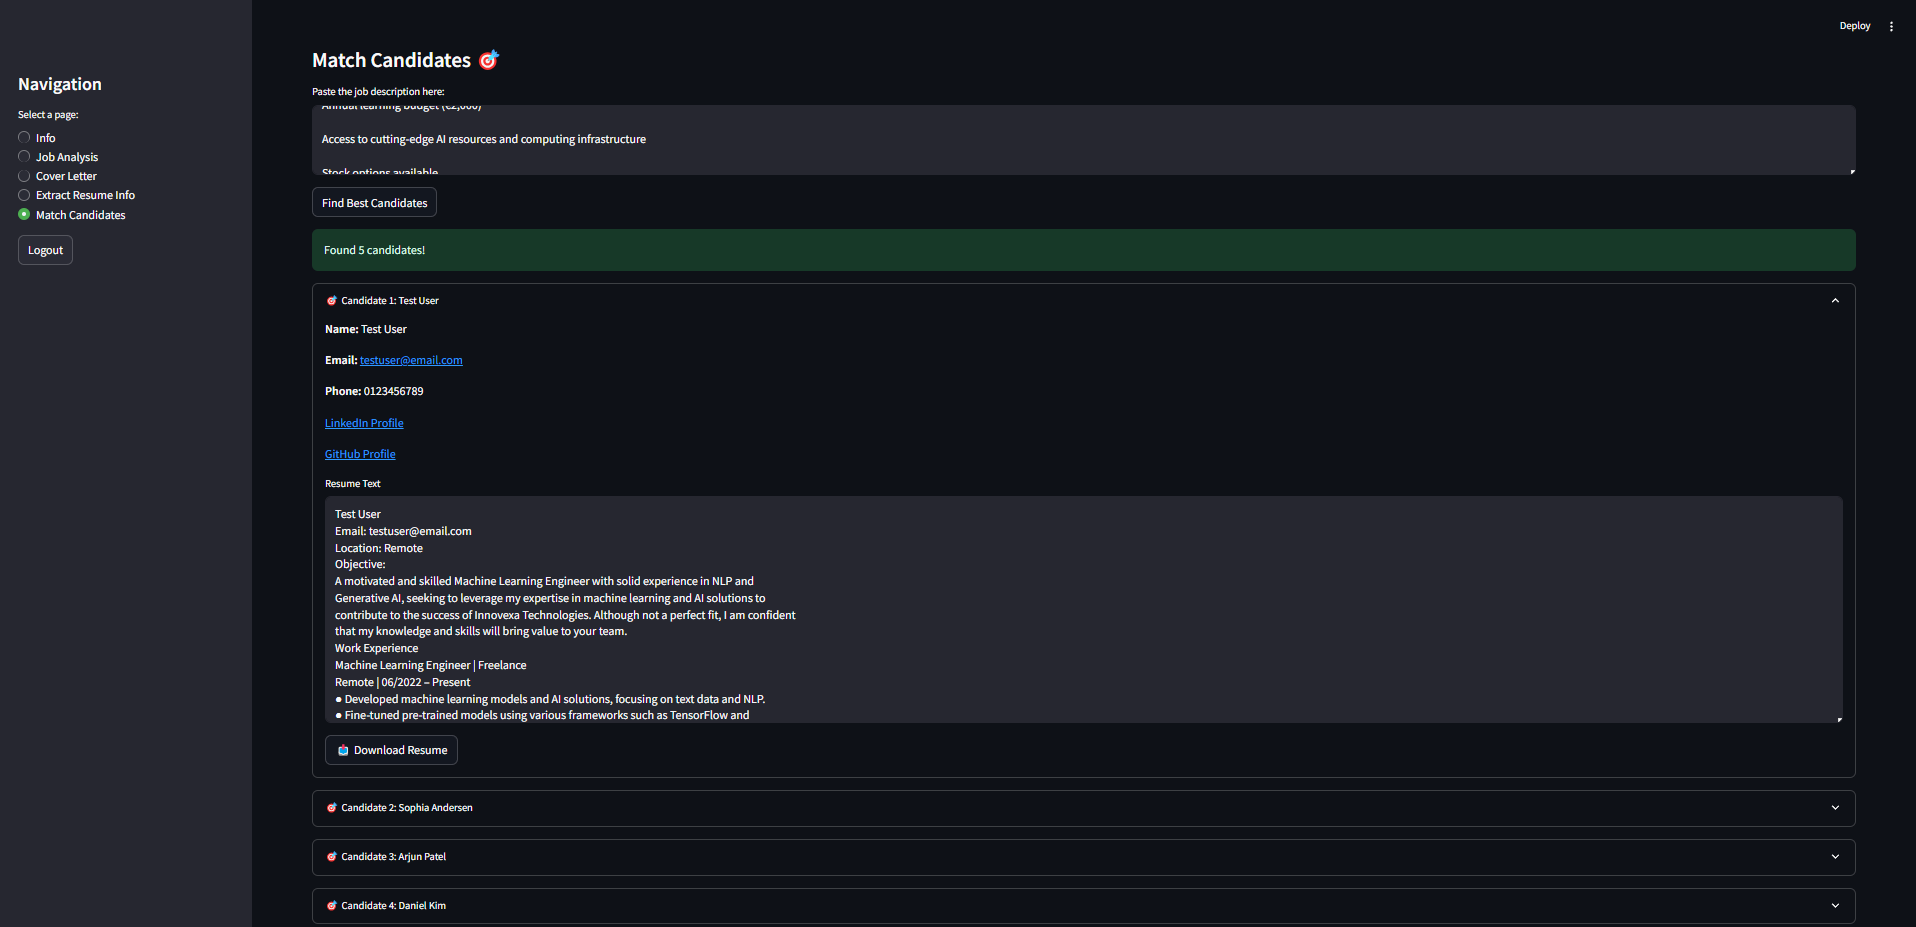 Deploy
Navigation
Select a page:
Info
Job Analysis
Cover Letter
Extract Resume Info
Match Candidates
Logout
Match Candidates
Paste the job description here:
Annual learning budget (€2,000)
Access to cutting-edge AI resources and computing infrastructure
Stock options available
Find Best Candidates
Found 5 candidates!
Candidate 1: Test User
Name: Test User
Email: testuser@email.com
Phone: 0123456789
LinkedIn Profile
GitHub Profile
Resume Text
Test User
Email: testuser@email.com
Location: Remote
Objective:
A motivated and skilled Machine Learning Engineer with solid experience in NLP and
Generative AI, seeking to leverage my expertise in machine learning and AI solutions to
contribute to the success of Innovexa Technologies. Although not a perfect fit, I am confident
that my knowledge and skills will bring value to your team.
Work Experience
Machine Learning Engineer | Freelance
Remote | 06/2022 – Present
● Developed machine learning models and AI solutions, focusing on text data and NLP.
● Fine-tuned pre-trained models using various frameworks such as TensorFlow and
Download Resume
Candidate 2: Sophia Andersen
Candidate 3: Arjun Patel
Candidate 4: Daniel Kim